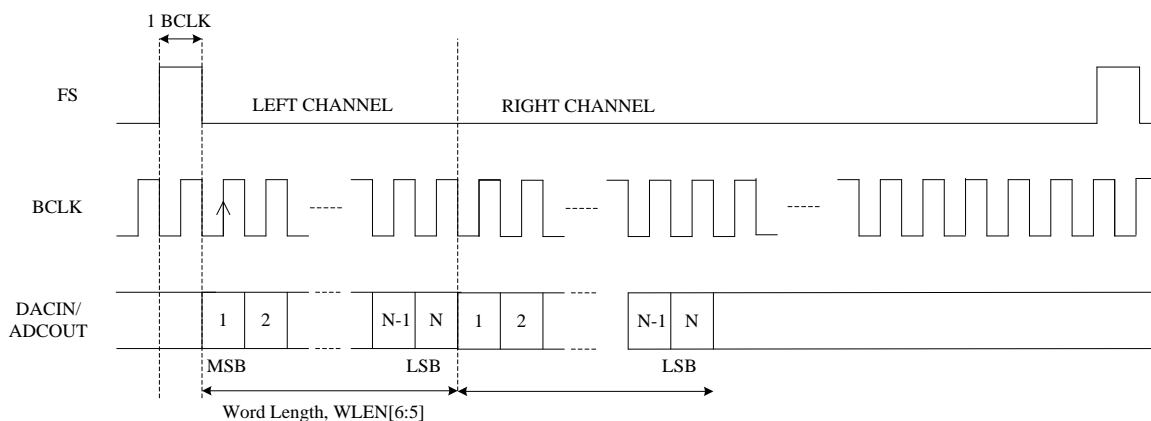 1 BCLK
FS
LEFT CHANNEL
RIGHT CHANNEL
BCLK
DACIN/
ADCOUT
1
2
N-1
N
1
2
N-1
N
MSB
LSB
LSB
Word Length, WLEN[6:5]